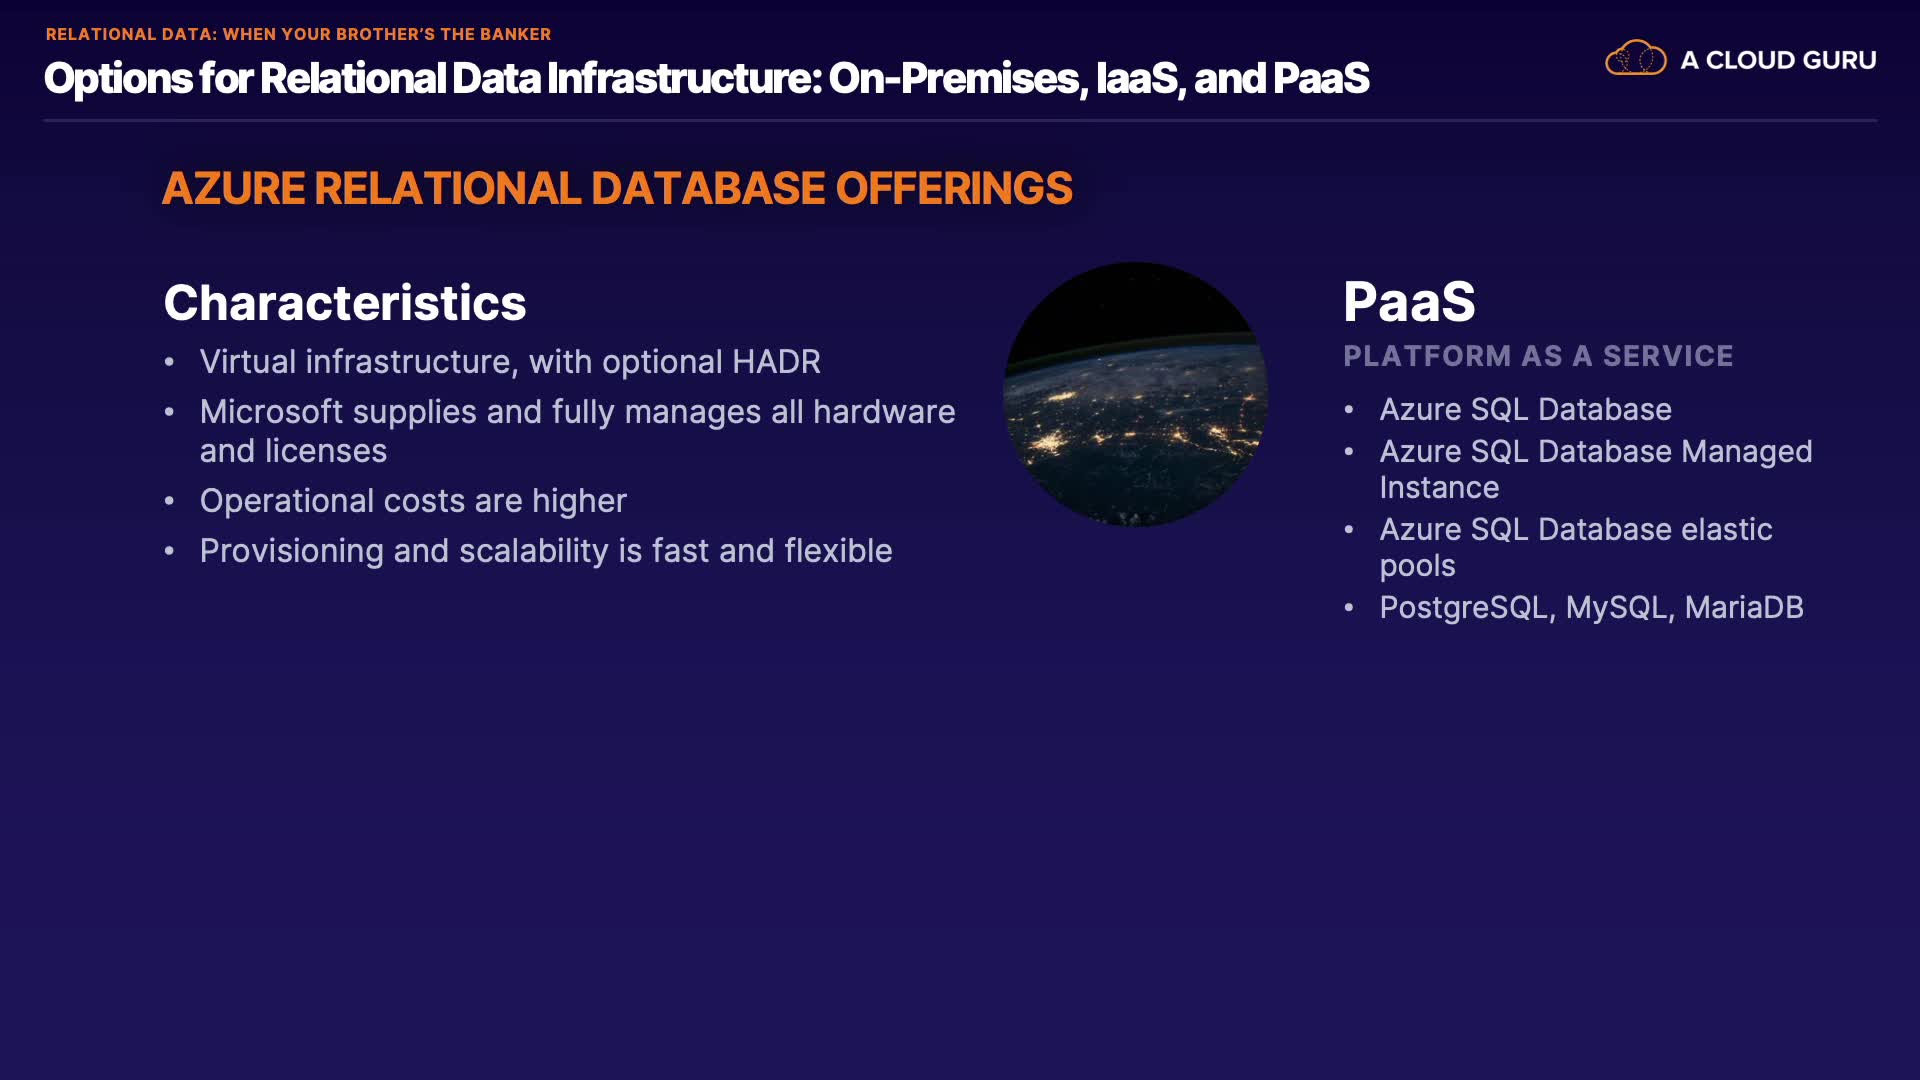 RELATIONAL DATA: WHEN YOUR BROTHER'S THE BANKER
Options for Relational Data Infrastructure: On-Premises, IaaS, and PaaS
A CLOUD GURU
AZURE RELATIONAL DATABASE OFFERINGS
Characteristics
• Virtual infrastructure, with optional HADR
• Microsoft supplies and fully manages all hardware
and licenses
• Operational costs are higher
• Provisioning and scalability is fast and flexible
PaaS
PLATFORM AS A SERVICE
• Azure SQL Database
• Azure SQL Database Managed
Instance
• Azure SQL Database elastic
pools
• PostgreSQL, MySQL, MariaDB